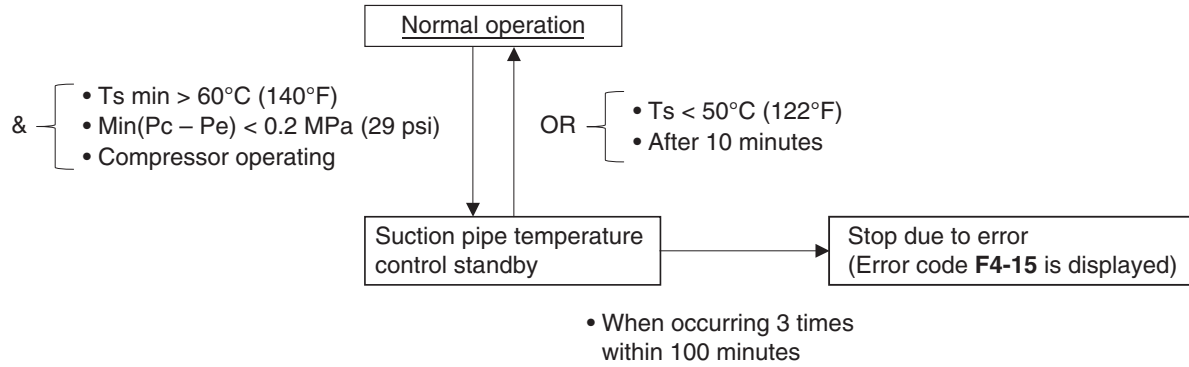 Normal operation
&
• Ts min > 60°C (140°F)
• Min(Pc – Pe) < 0.2 MPa (29 psi)
• Compressor operating
OR
• Ts < 50°C (122°F)
• After 10 minutes
Suction pipe temperature
control standby
Stop due to error
(Error code F4-15 is displayed)
• When occurring 3 times
within 100 minutes